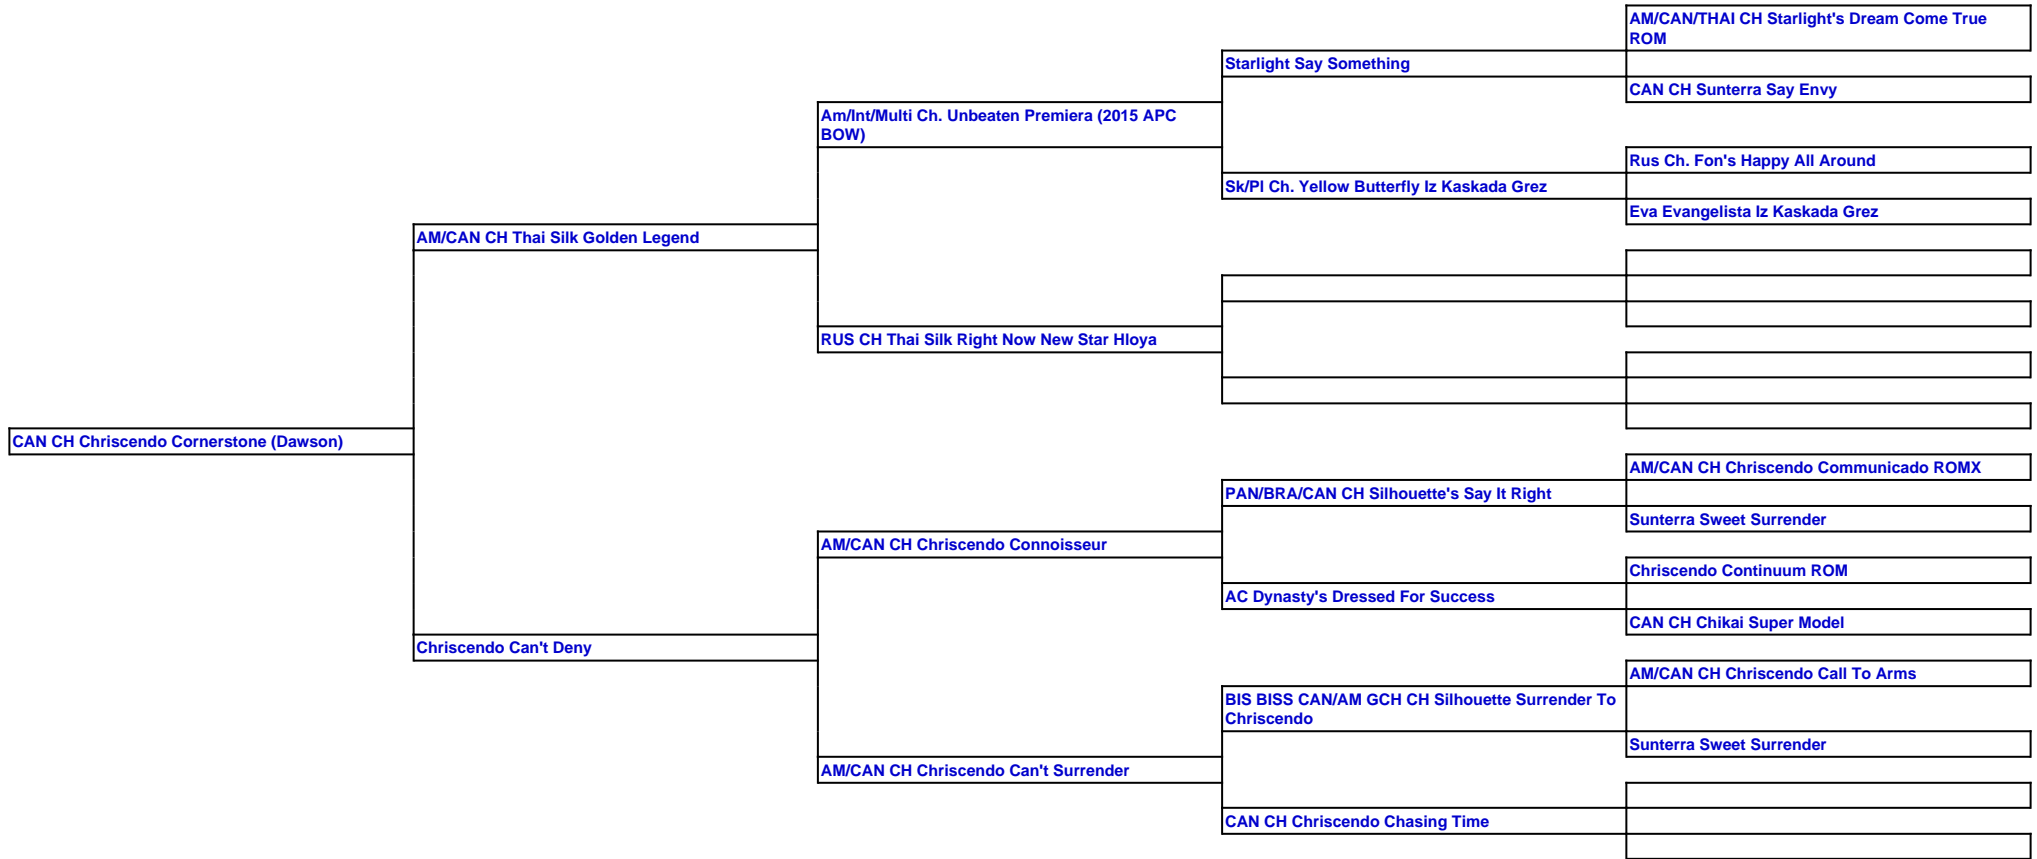 AM/CAN/THAI CH Starlight's Dream Come True
ROM
Starlight Say Something
CAN CH Sunterra Say Envy
Am/Int/Multi Ch. Unbeaten Premiera (2015 APC
BOW)
Rus Ch. Fon's Happy All Around
Sk/Pl Ch. Yellow Butterfly Iz Kaskada Grez
Eva Evangelista Iz Kaskada Grez
AM/CAN CH Thai Silk Golden Legend
RUS CH Thai Silk Right Now New Star Hloya
CAN CH Chriscendo Cornerstone (Dawson)
AM/CAN CH Chriscendo Communicado ROMX
PAN/BRA/CAN CH Silhouette's Say It Right
Sunterra Sweet Surrender
AM/CAN CH Chriscendo Connoisseur
Chriscendo Continuum ROM
AC Dynasty's Dressed For Success
CAN CH Chikai Super Model
Chriscendo Can't Deny
AM/CAN CH Chriscendo Call To Arms
BIS BISS CAN/AM GCH CH Silhouette Surrender To
Chriscendo
Sunterra Sweet Surrender
AM/CAN CH Chriscendo Can't Surrender
CAN CH Chriscendo Chasing Time